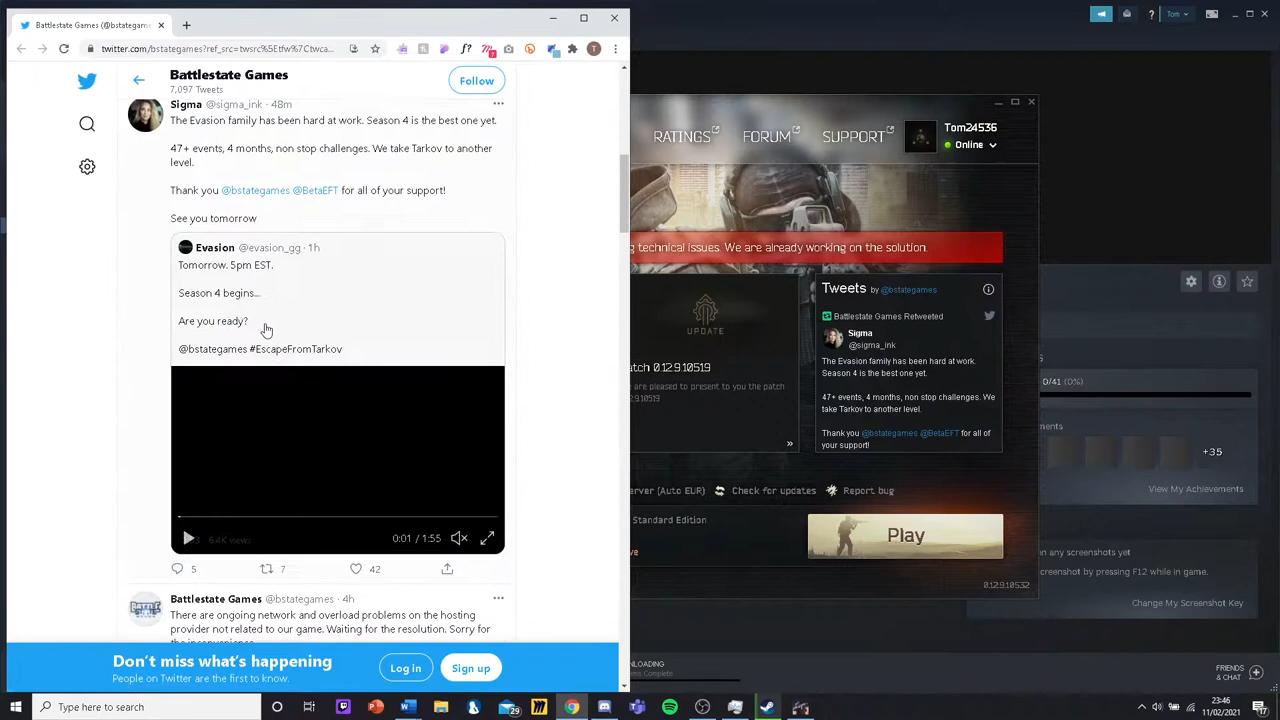 Battlestate Games (@bstategame
Tom
twitter.com/bstategames?ref_src=twsrc%5Etfw%7Ctwca...
Battlestate Games
7,097 Tweets
Follow
Sigma @sigma_ink · 48m
The Evasion family has been hard at work. Season 4 is the best one yet.
47+ events, 4 months, non stop challenges. We take Tarkov to another
level.
Thank you @bstategames @BetaEFT for all of your support!
See you tomorrow
Evasion @evasion_gg · 1h
Tomorrow. 5pm EST.
Season 4 begins...
Are you ready?
@bstategames #EscapeFromTarkov
6.4K views
0:01 / 1:55
5
7
42
Battlestate Games @bstategames · 4h
There are ongoing network and overload problems on the hosting
provider not related to our game. Waiting for the resolution. Sorry for
Don't miss what's happening
People on Twitter are the first to know.
Log in
Sign up
RATINGS
FORUM
SUPPORT
Tom24536
Online
g technical issues. We are already working on the solution.
UPDATE
atch 0.12.9.10519
are pleased to present to you the patch
»
Tweets by @bstategames
Battlestate Games Retweeted
Sigma
@sigma_ink
The Evasion family has been hard at work.
Season 4 is the best one yet.
47+ events, 4 months, non stop challenges. We
take Tarkov to another level.
Thank you @bstategames @BetaEFT for all of
your support!
erver (Auto EUR)
Check for updates
Report bug
Standard Edition
Play
0.12.9.10532
0/41 (0%)
ments
+35
View My Achievements
n any screenshots yet
creenshot by pressing F12 while in game.
Change My Screenshot Key
NLOADING
ms Complete
FRIENDS
& CHAT
Type here to search
29
23:46
11/02/2021